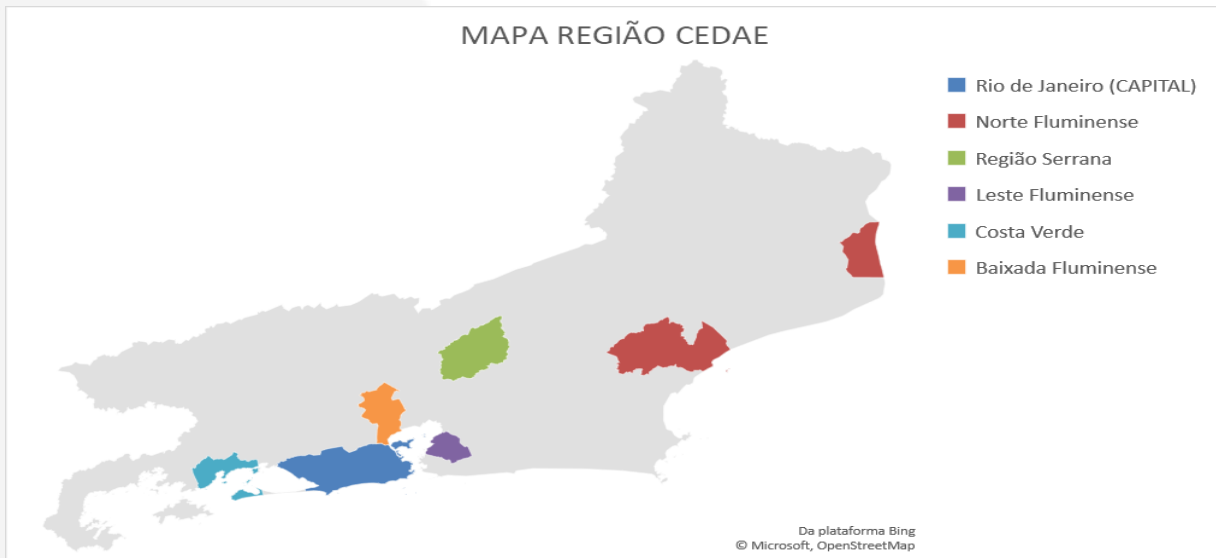 MAPA REGIÃO CEDAE
Rio de Janeiro (CAPITAL)
Norte Fluminense
Região Serrana
Leste Fluminense
Costa Verde
Baixada Fluminense
Da plataforma Bing
© Microsoft, OpenStreetMap